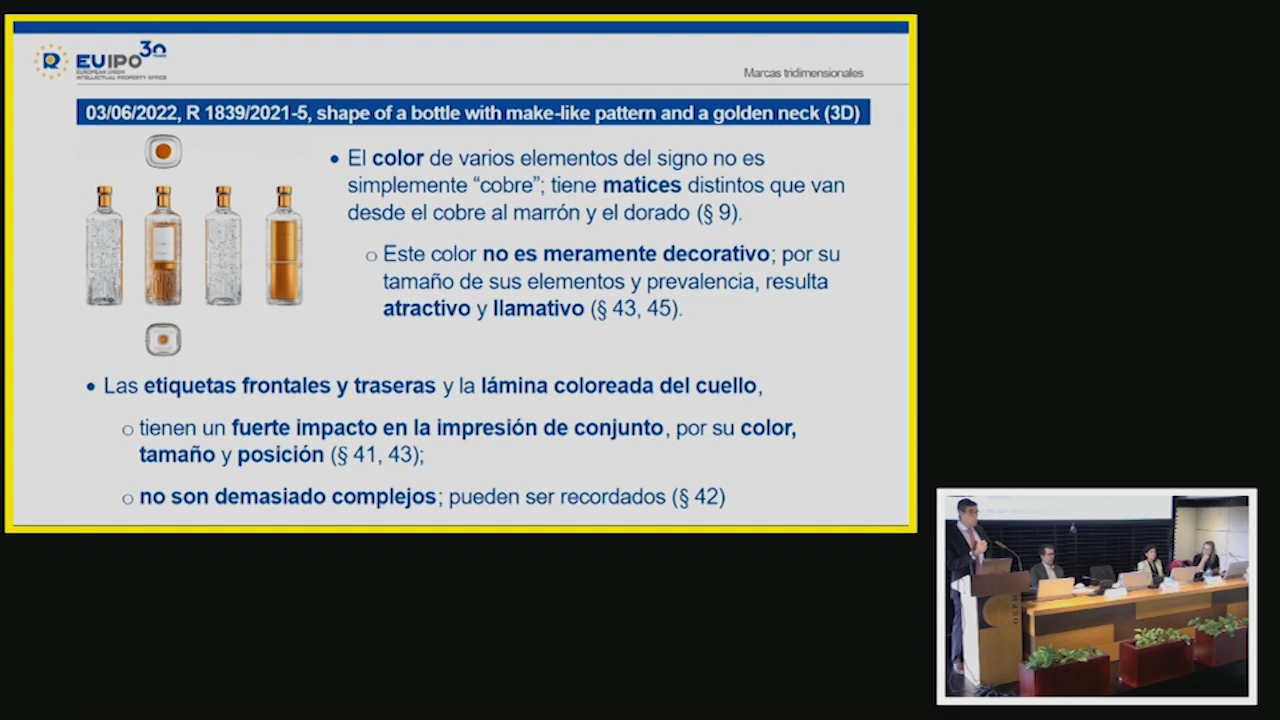 30
YEARS
EUIPO
EUROPEAN UNION
INTELLECTUAL PROPERTY OFFICE
Marcas tridimensionales
03/06/2022, R 1839/2021-5, shape of a bottle with make-like pattern and a golden neck (3D)
• El color de varios elementos del signo no es
simplemente “cobre”; tiene matices distintos que van
desde el cobre al marrón y el dorado (§ 9).
o Este color no es meramente decorativo; por su
tamaño de sus elementos y prevalencia, resulta
atractivo y llamativo (§ 43, 45).
• Las etiquetas frontales y traseras y la lámina coloreada del cuello,
o tienen un fuerte impacto en la impresión de conjunto, por su color,
tamaño y posición (§ 41, 43);
o no son demasiado complejos; pueden ser recordados (§ 42)
OEPM